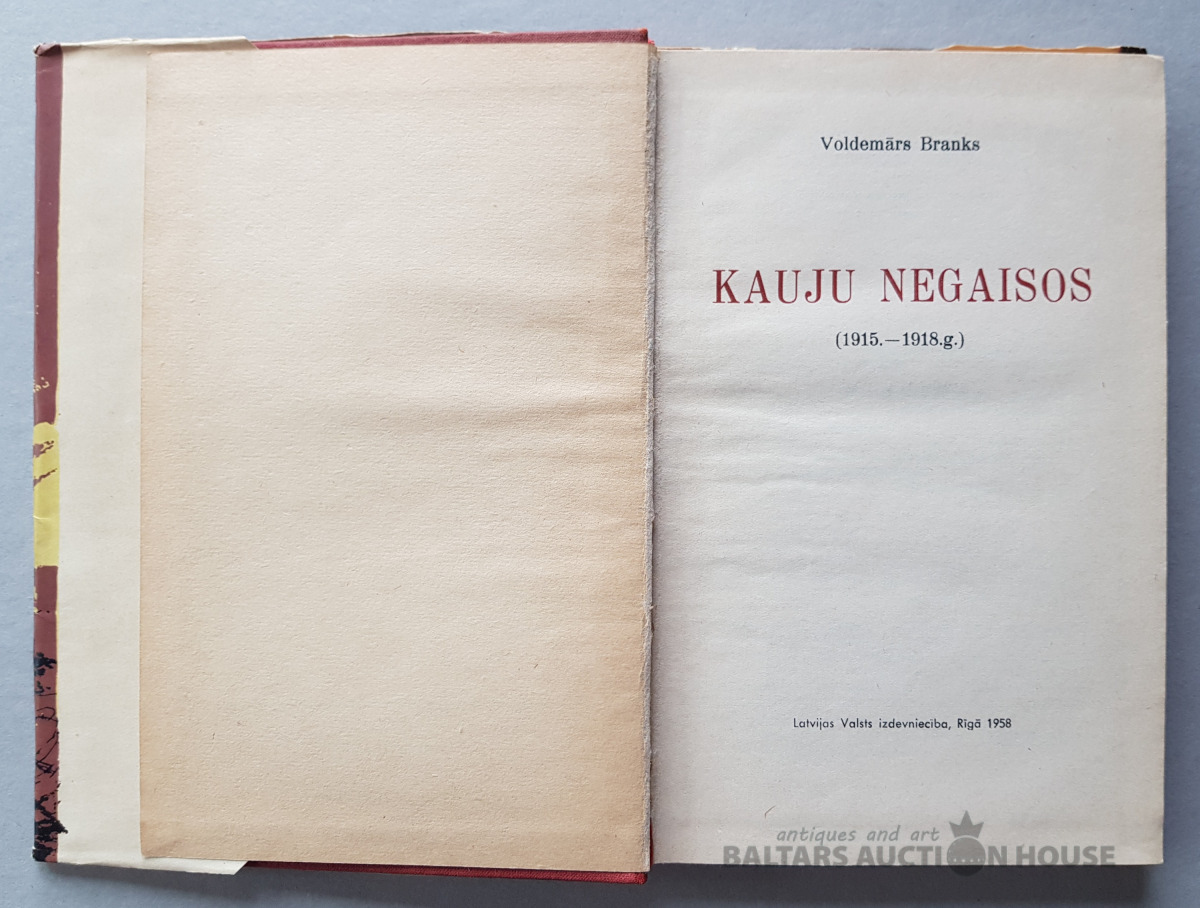 Voldemārs Branks
KAUJU NEGAISOS
(1915.—1918.g.)
Latvijas Valsts izdevniecība, Rīgā 1958
antiques and art
BALTARS AUCTION HOUSE